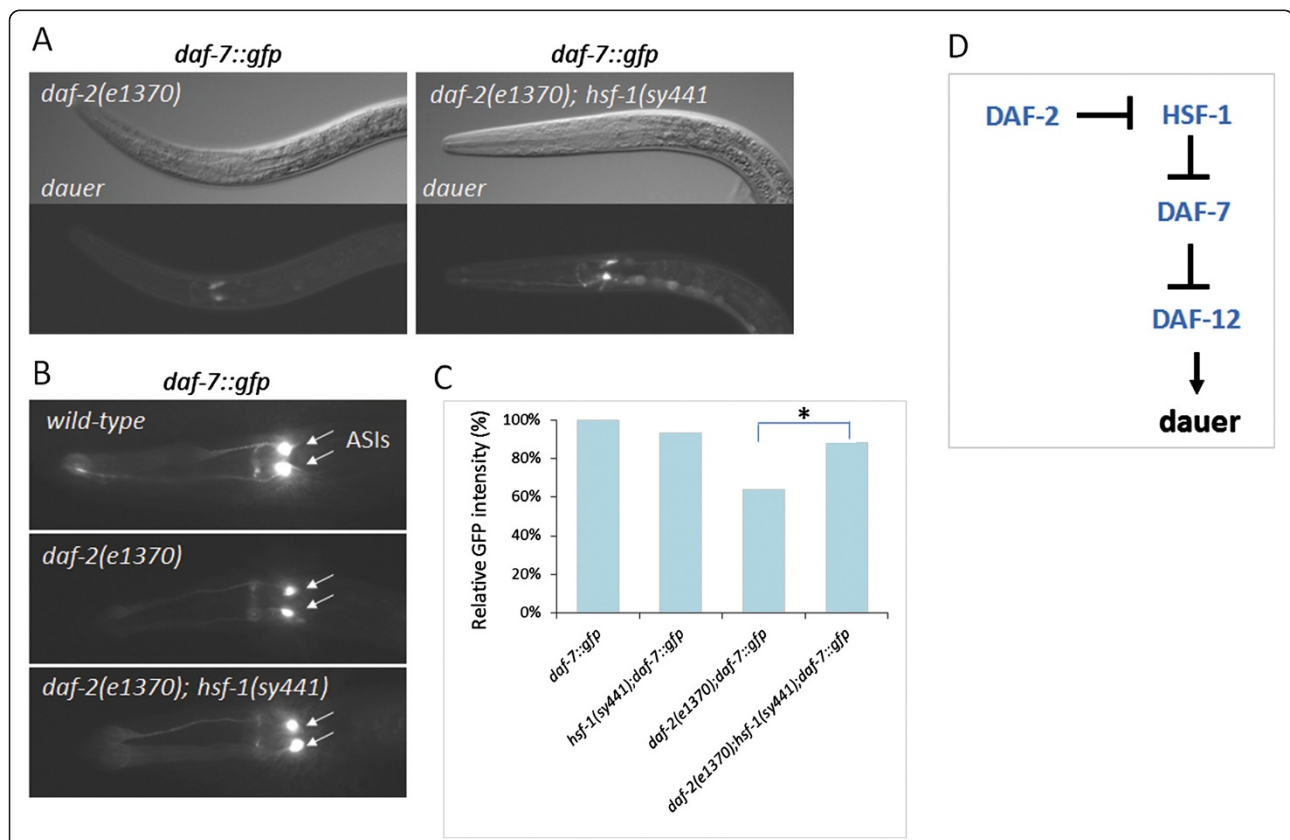 A
daf-7::gfp
daf-2(e1370)
dauer
daf-7::gfp
daf-2(e1370); hsf-1(sy441
dauer
B
daf-7::gfp
wild-type
ASIs
daf-2(e1370)
daf-2(e1370); hsf-1(sy441)
C
Relative GFP intensity (%)
100%
80%
60%
40%
20%
0%
*
daf-7::gfp
hsf-1(sy441);daf-7::gfp
daf-2(e1370);daf-7::gfp
daf-2(e1370);hsf-1(sy441);daf-7::gfp
D
DAF-2
HSF-1
DAF-7
DAF-12
dauer